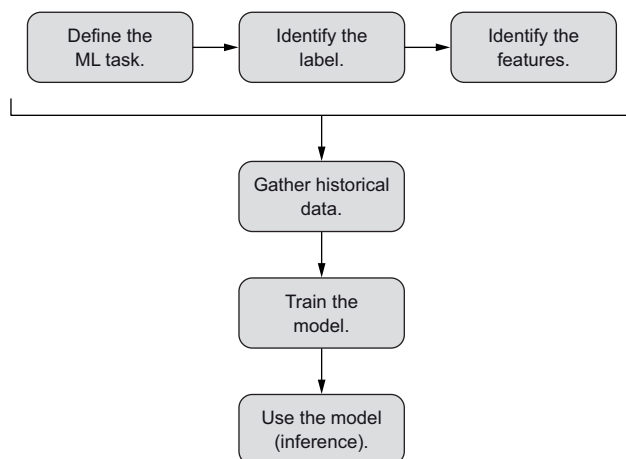 Define the
ML task.
Identify the
label.
Identify the
features.
Gather historical
data.
Train the
model.
Use the model
(inference).